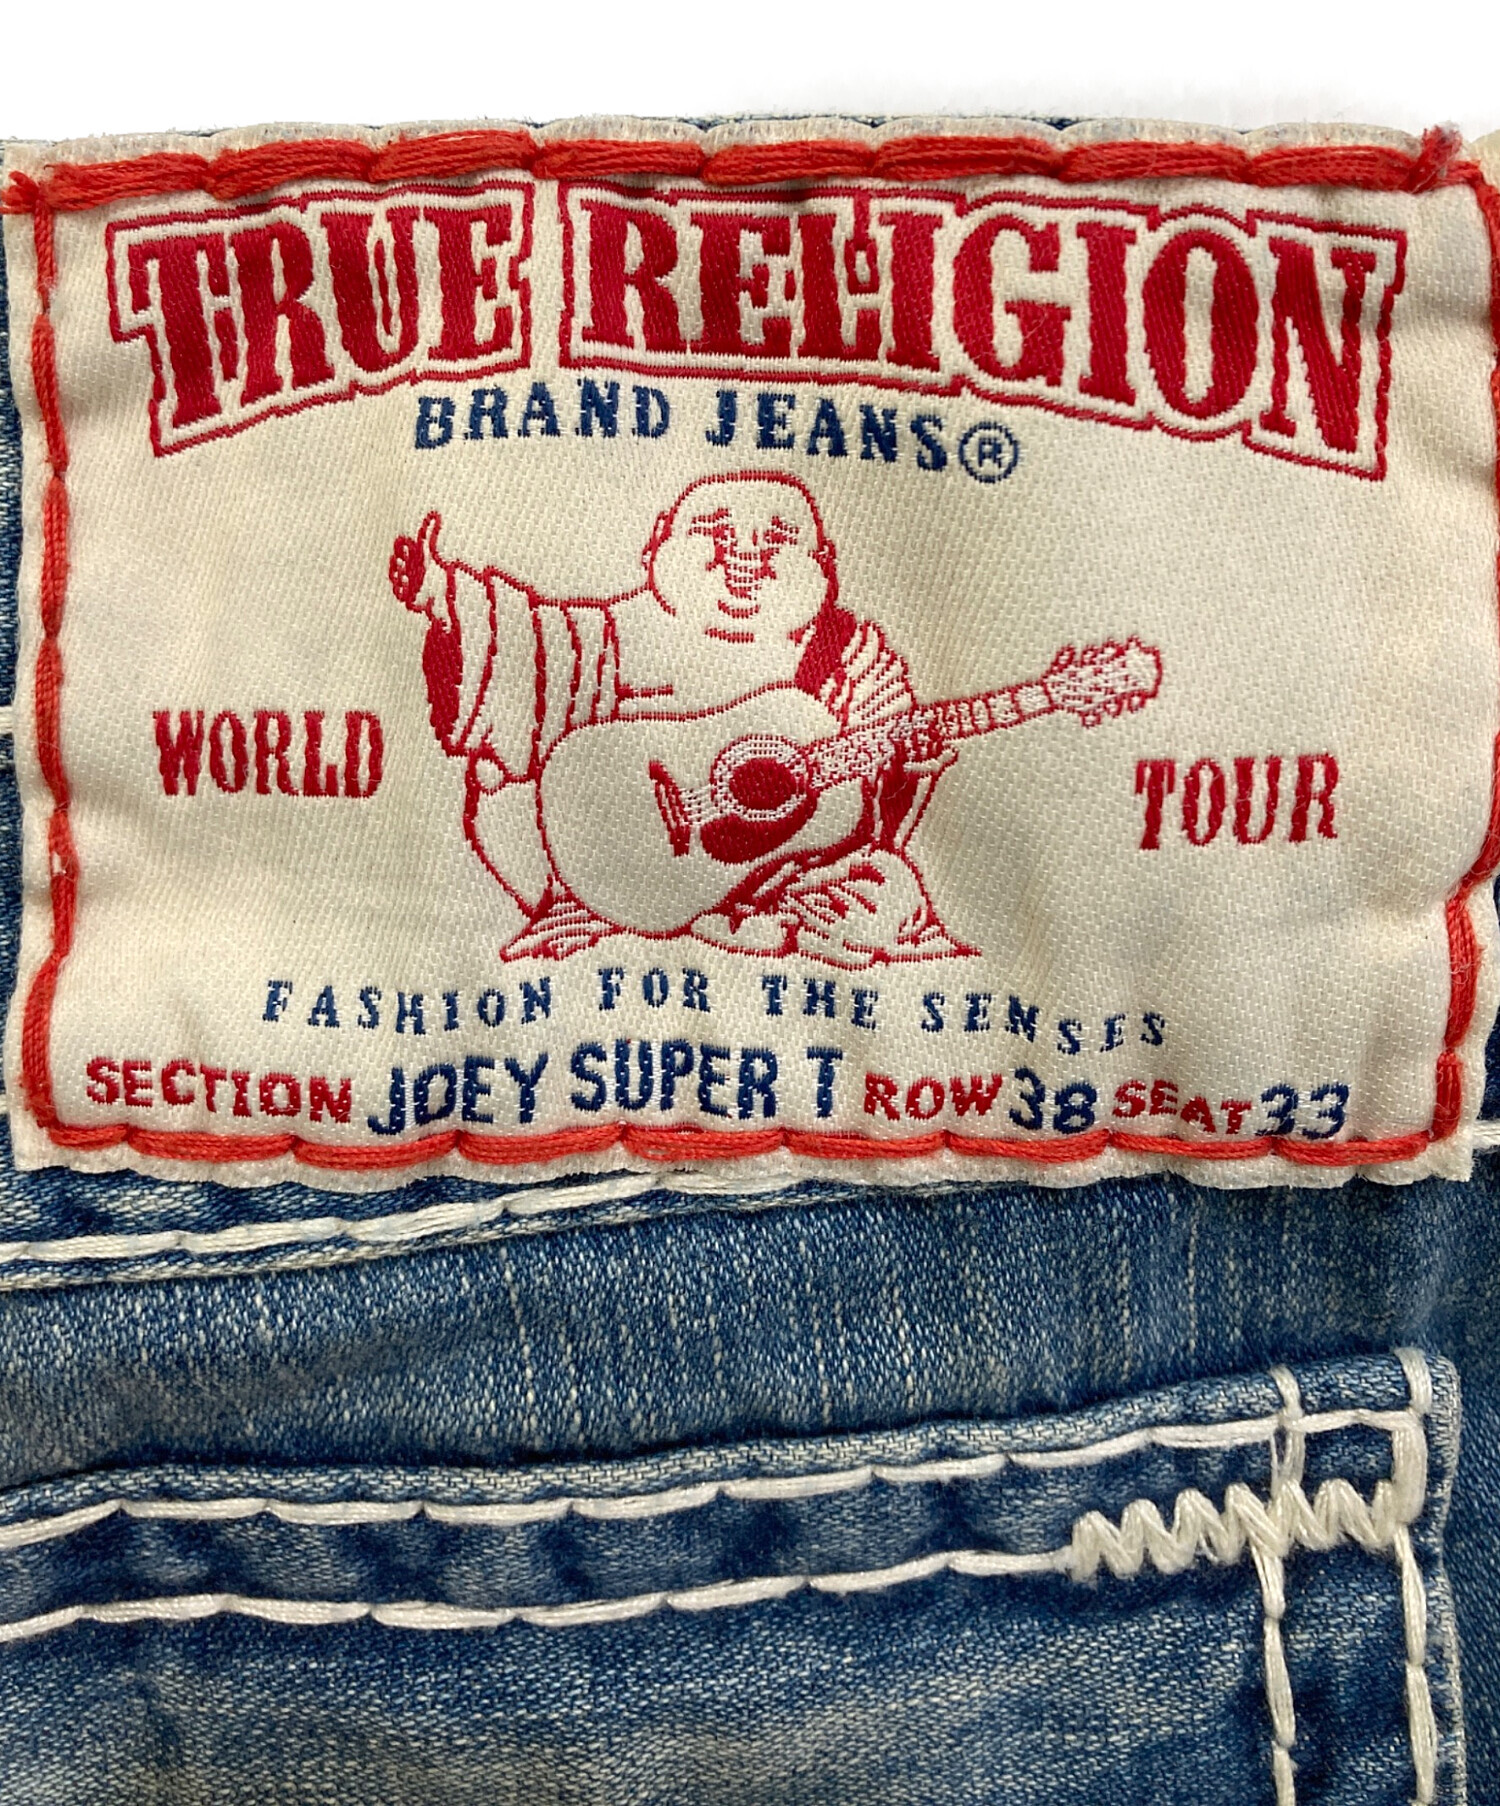 TRUE RELIGION
BRAND JEANS®
WORLD TOUR
FASHION FOR THE SENSES
SECTION JOEY SUPER T ROW 38 SEAT 33